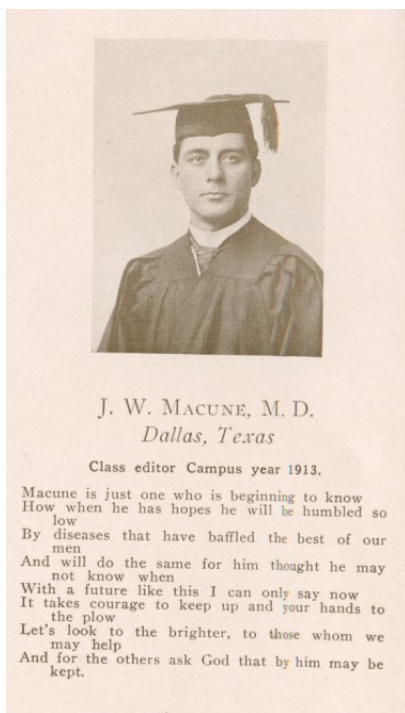 J. W. MACUNE, M. D.
Dallas, Texas
Class editor Campus year 1913.
Macune is just one who is beginning to know
How when he has hopes he will be humbled so
low
By diseases that have baffled the best of our
men
And will do the same for him thought he may
not know when
With a future like this I can only say now
It takes courage to keep up and your hands to
the plow
Let's look to the brighter, to those whom we
may help
And for the others ask God that by him may be
kept.